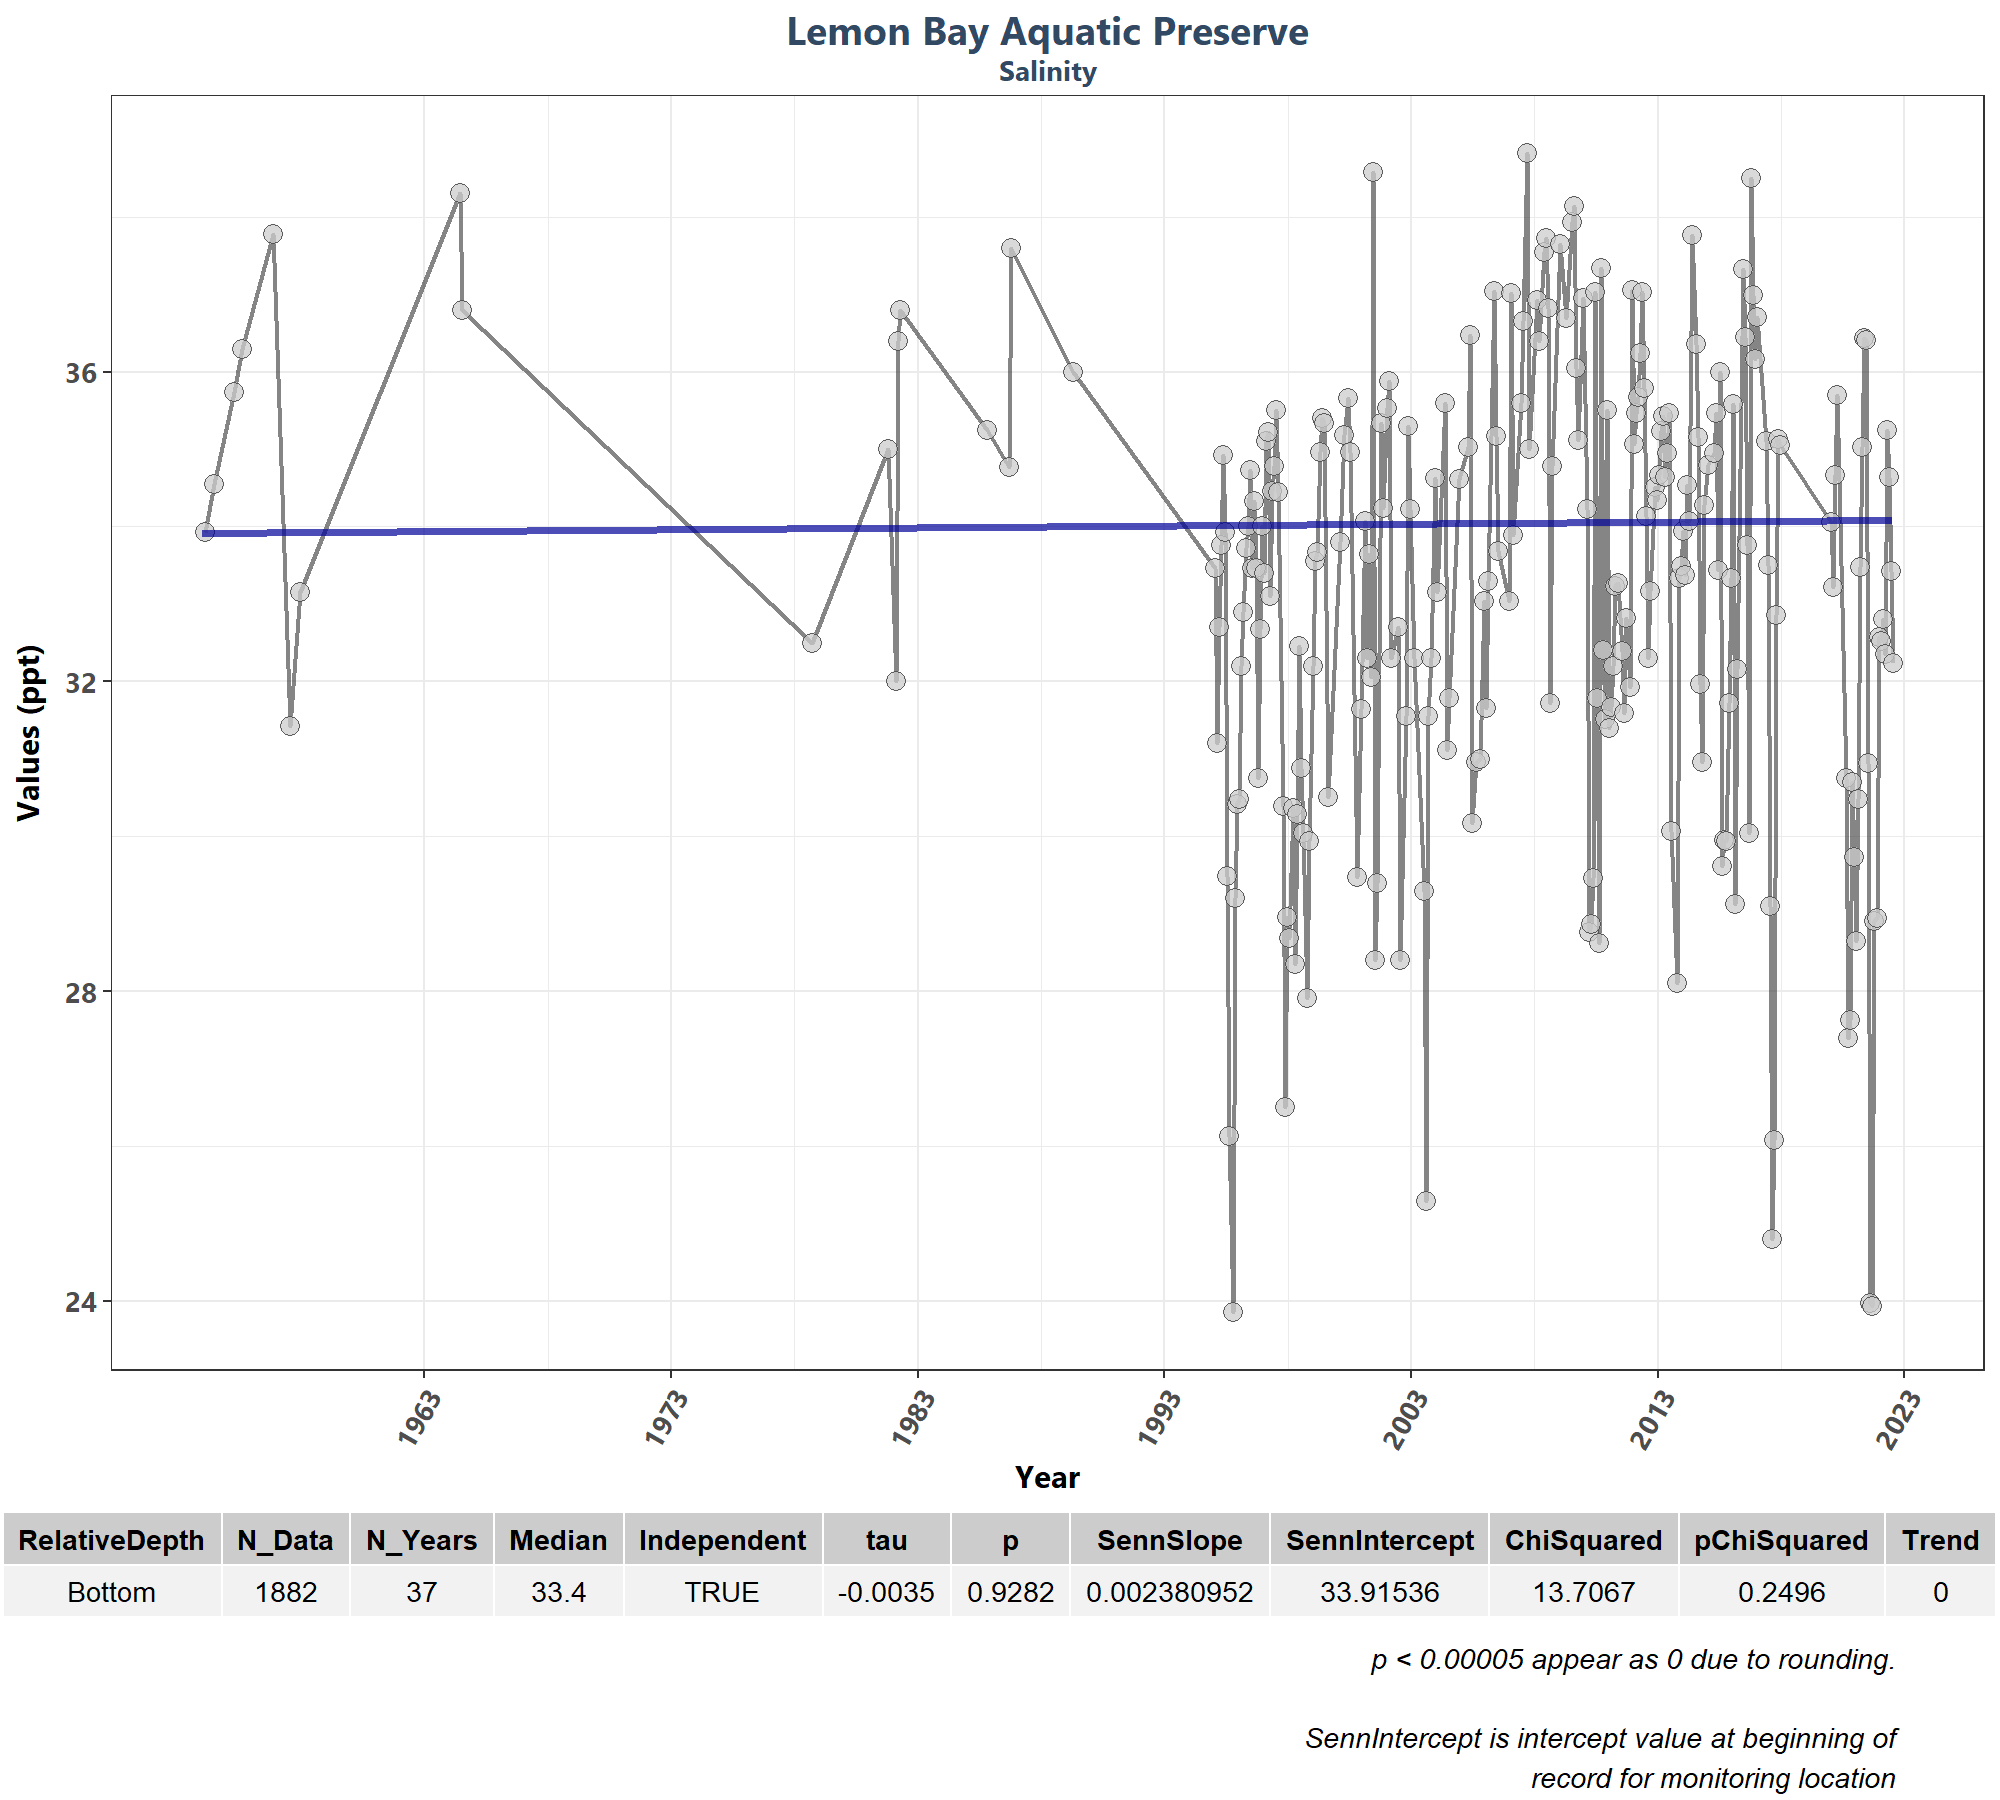 Lemon Bay Aquatic Preserve
Salinity
Values (ppt)
36
32
28
24
1963 1973 1983 1993 2003 2013 2023
Year
RelativeDepth N_Data N_Years Median Independent tau p SennSlope SennIntercept ChiSquared pChiSquared Trend
Bottom 1882 37 33.4 TRUE -0.0035 0.9282 0.002380952 33.91536 13.7067 0.2496 0
p < 0.00005 appear as 0 due to rounding.
SennIntercept is intercept value at beginning of
record for monitoring location